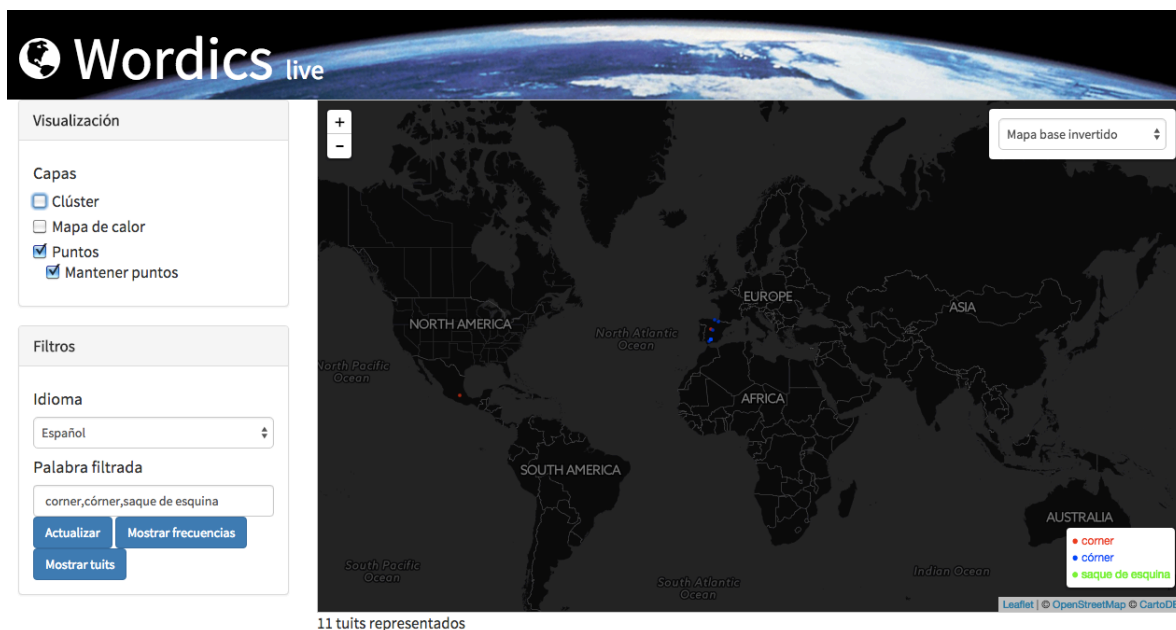 Wordics live
Visualización
Capas
Clúster
Mapa de calor
Puntos
Mantener puntos
Filtros
Idioma
Español
Palabra filtrada
corner,córner,saque de esquina
Actualizar
Mostrar frecuencias
Mostrar tuits
+
-
Mapa base invertido
EUROPE
ASIA
NORTH AMERICA
North Atlantic
Ocean
North Pacific
Ocean
AFRICA
SOUTH AMERICA
AUSTRALIA
South Pacific
Ocean
South Atlantic
Ocean
Indian Ocean
corner
córner
saque de esquina
Leaflet | © OpenStreetMap © CartoDB
11 tuits representados